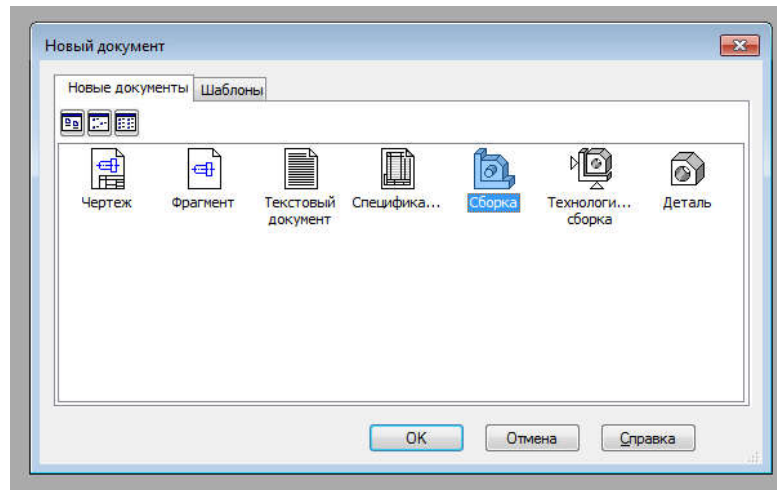 Новый документ
Новые документы Шаблоны
Чертеж Фрагмент Текстовый документ Специфика... Сборка Технологи... сборка Деталь
OK Отмена Справка